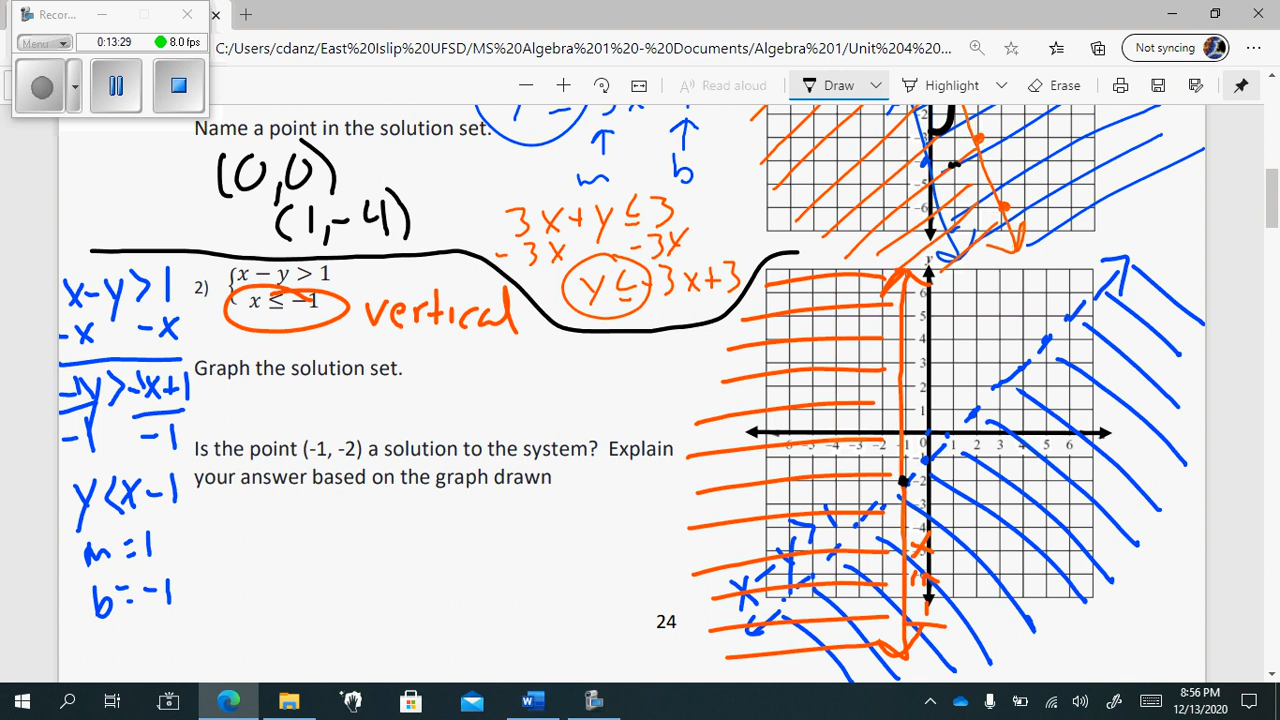 Recor...
Menu
0:13:29
8.0 fps
C:/Users/cdanz/East%20Islip%20UFSD/MS%20Algebra%201%20-%20Documents/Algebra%201/Unit%204%20...
Not syncing
Read aloud
Draw
Highlight
Erase
Name a point in the solution set.
(0,0)
(1,-4)
m
b
3x+y≤3
-3x -3x
y≤-3x+3
2) {x − y > 1
x ≤ −1
vertical
x-y>1
-x -x
-1y>-1x+1
-1 -1
y<x-1
m=1
b=-1
Graph the solution set.
Is the point (-1, -2) a solution to the system? Explain
your answer based on the graph drawn
24
8:56 PM
12/13/2020